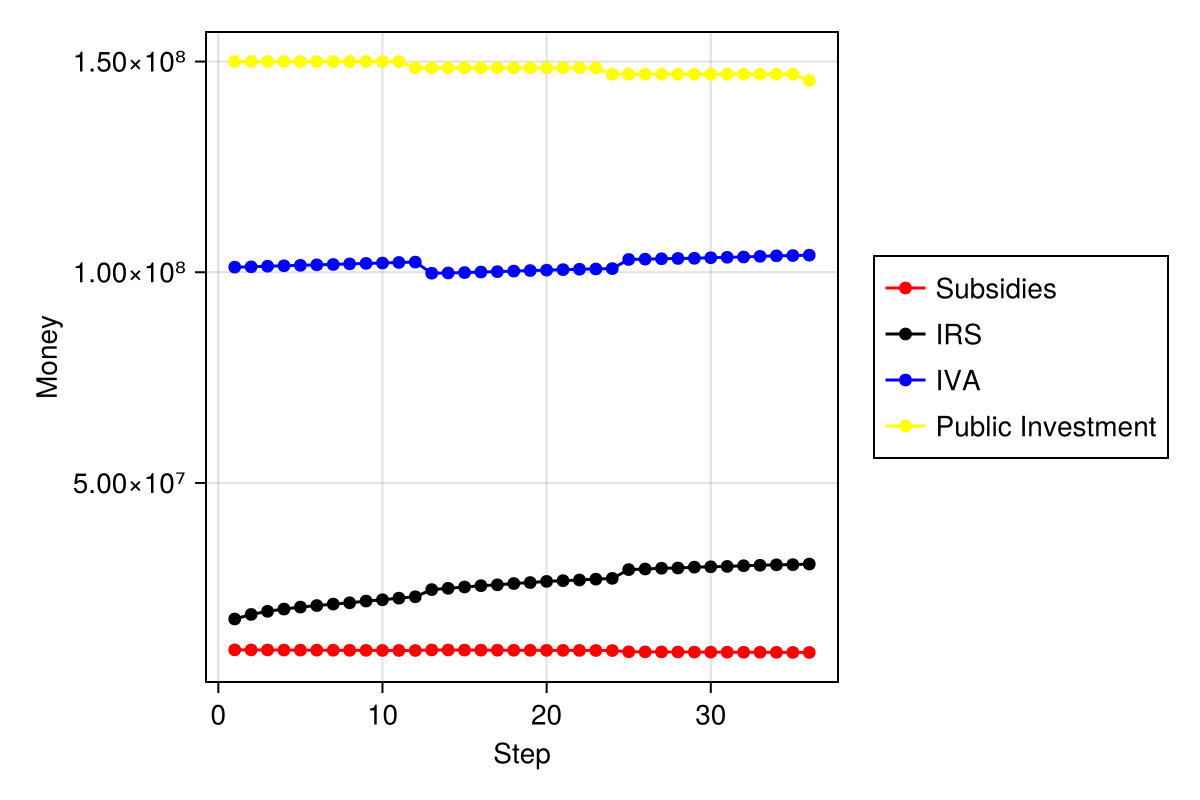 1.50×10⁸
1.00×10⁸
5.00×10⁷
Money
0 10 20 30
Step
Subsidies
IRS
IVA
Public Investment